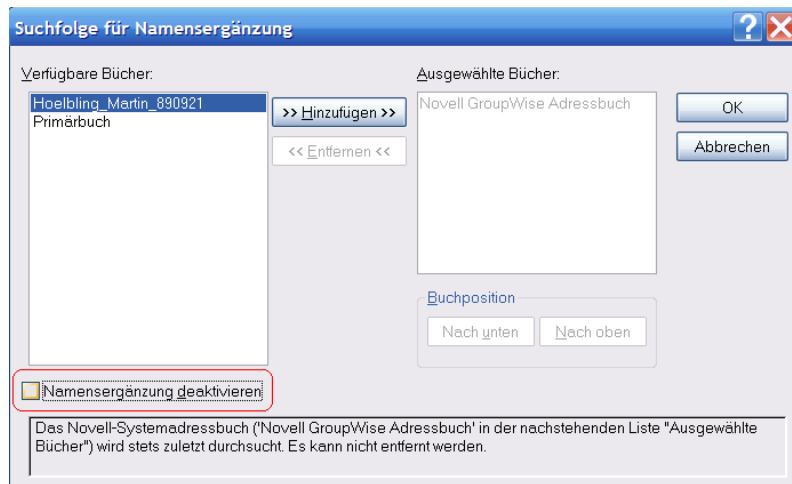 Suchfolge für Namensergänzung
Verfügbare Bücher:
Hoelbling_Martin_890921
Primärbuch
>> Hinzufügen >>
<< Entfernen <<
Ausgewählte Bücher:
Novell GroupWise Adressbuch
OK
Abbrechen
Buchposition
Nach unten
Nach oben
Namensergänzung deaktivieren
Das Novell-Systemadressbuch ('Novell GroupWise Adressbuch' in der nachstehenden Liste "Ausgewählte
Bücher") wird stets zuletzt durchsucht. Es kann nicht entfernt werden.